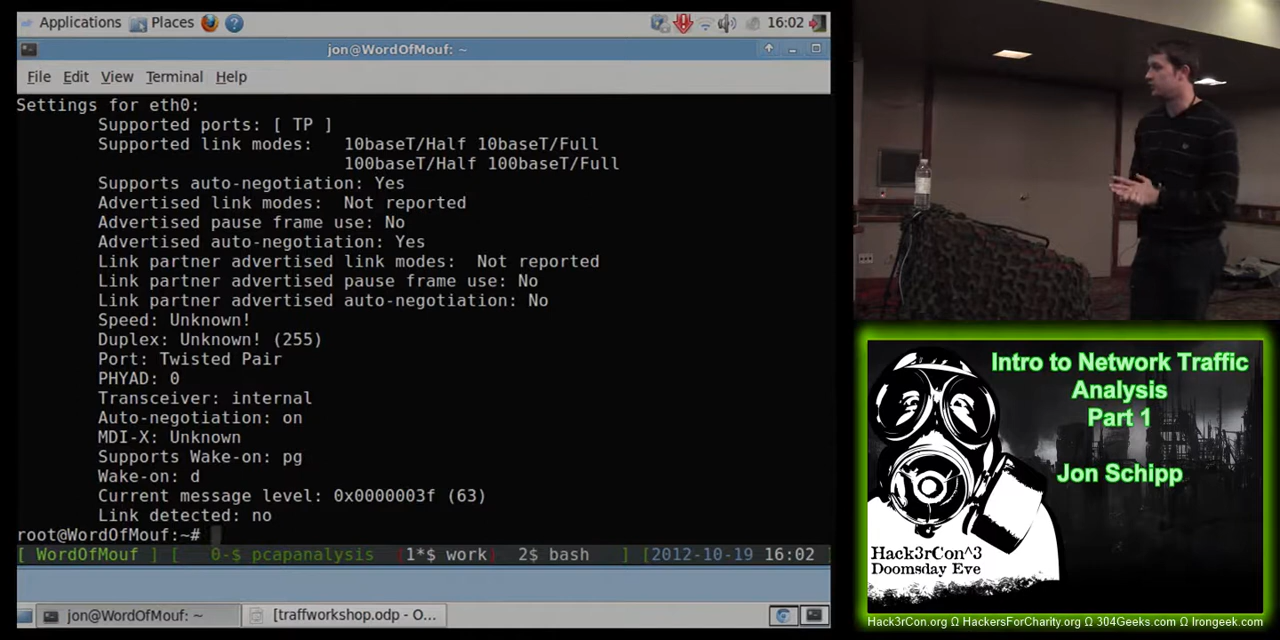 Applications Places 16:02
jon@WordOfMouf: ~
File Edit View Terminal Help
Settings for eth0:
Supported ports: [ TP ]
Supported link modes: 10baseT/Half 10baseT/Full
100baseT/Half 100baseT/Full
Supports auto-negotiation: Yes
Advertised link modes: Not reported
Advertised pause frame use: No
Advertised auto-negotiation: Yes
Link partner advertised link modes: Not reported
Link partner advertised pause frame use: No
Link partner advertised auto-negotiation: No
Speed: Unknown!
Duplex: Unknown! (255)
Port: Twisted Pair
PHYAD: 0
Transceiver: internal
Auto-negotiation: on
MDI-X: Unknown
Supports Wake-on: pg
Wake-on: d
Current message level: 0x0000003f (63)
Link detected: no
root@WordOfMouf:~#
[ WordOfMouf ] [ 0-$ pcapanalysis (1*$ work) 2$ bash ] [2012-10-19 16:02 ]
jon@WordOfMouf: ~ [traffworkshop.odp - O...
Intro to Network Traffic
Analysis
Part 1
Jon Schipp
Hack3rCon^3
Doomsday Eve
Hack3rCon.org Ω HackersForCharity.org Ω 304Geeks.com Ω Irongeek.com